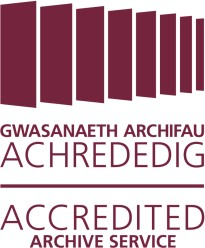 GWASANAETH ARCHIFAU
ACHREDEDIG
ACCREDITED
ARCHIVE SERVICE